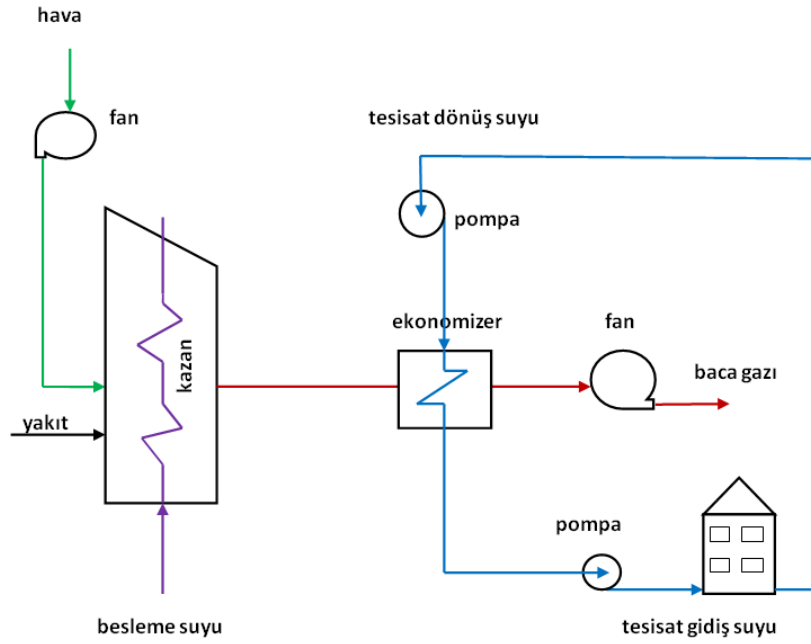 hava
fan
tesisat dönüş suyu
pompa
ekonomizer
fan
kazan
baca gazı
yakıt
pompa
besleme suyu
tesisat gidiş suyu